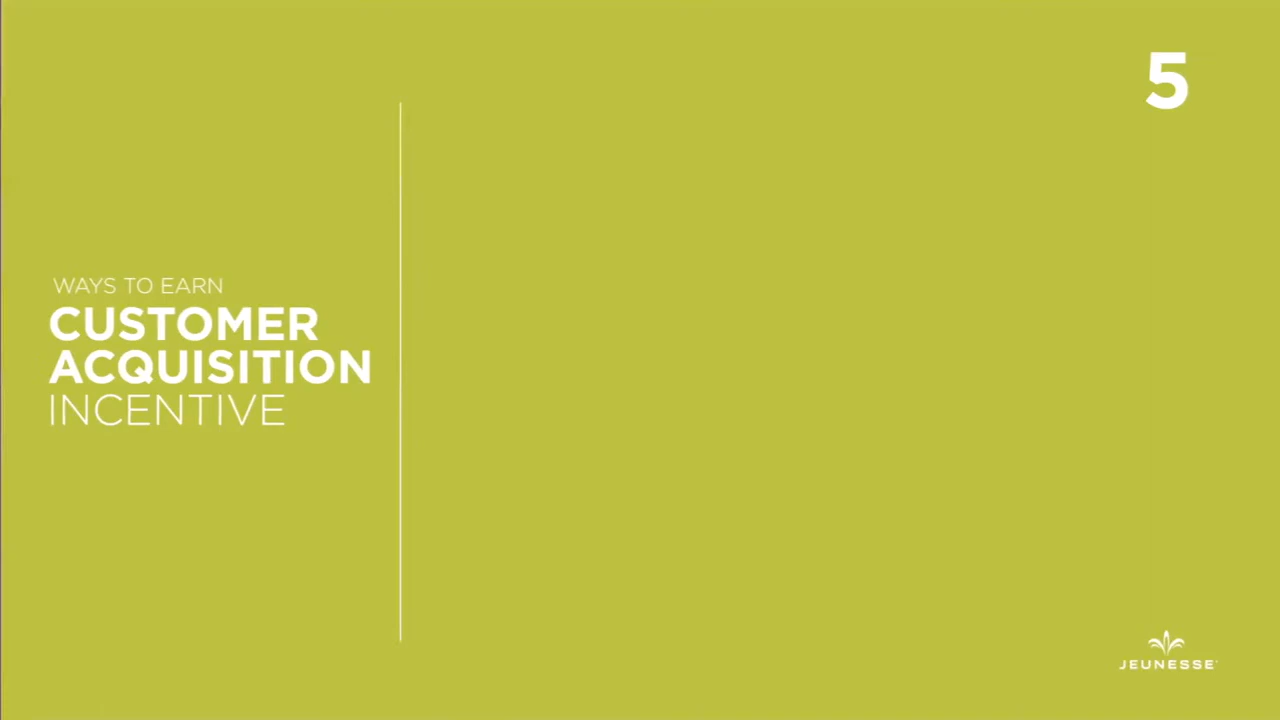 5
WAYS TO EARN
CUSTOMER
ACQUISITION
INCENTIVE
JEUNESSE